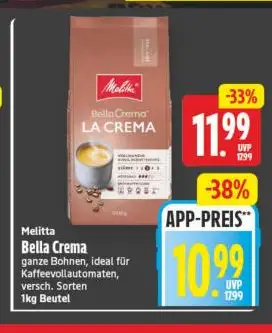 Melitta
Bella Crema
LA CREMA
-33%
11.99
UVP
17.99
-38%
APP-PREIS**
10.99
UVP
17.99
Melitta
Bella Crema
ganze Bohnen, ideal für
Kaffeevollautomaten,
versch. Sorten
1kg Beutel